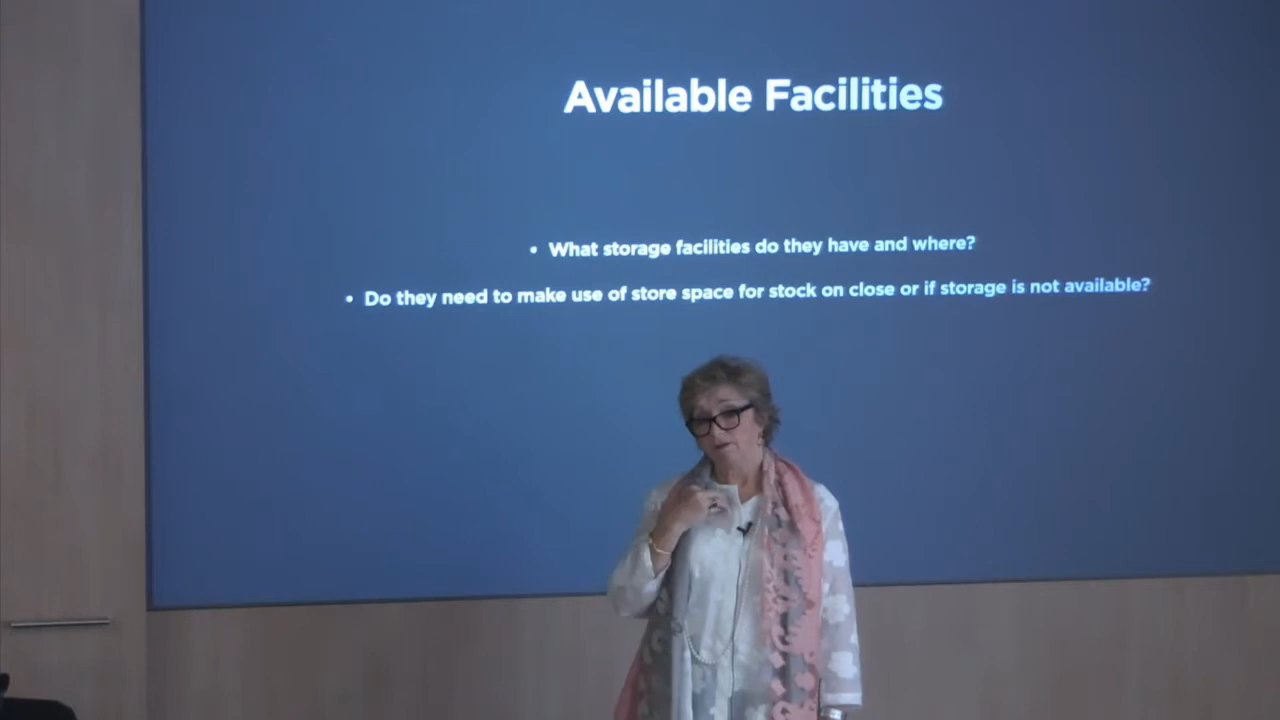 Available Facilities
• What storage facilities do they have and where?
• Do they need to make use of store space for stock on close or if storage is not available?